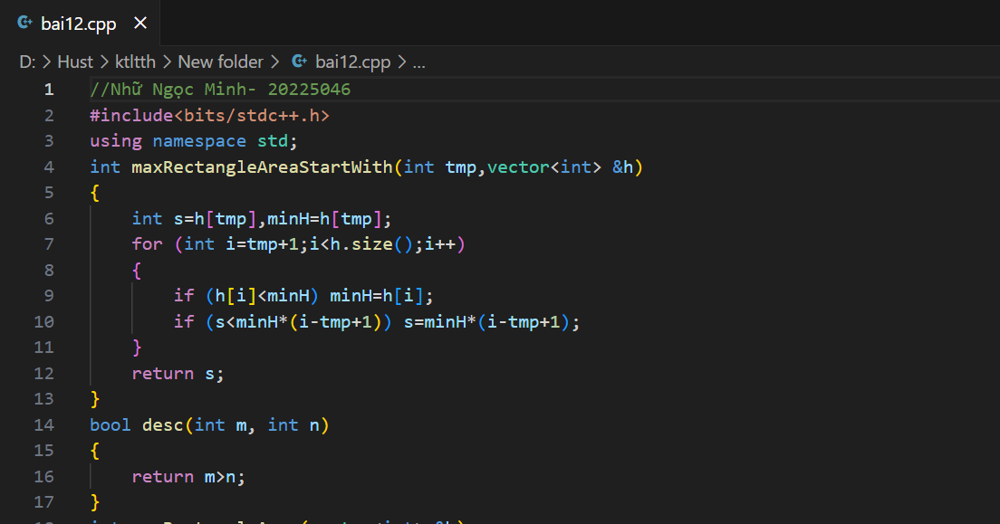 bai12.cpp
D: > Hust > ktltth > New folder > bai12.cpp > ...
1 //Nhữ Ngọc Minh- 20225046
2 #include<bits/stdc++.h>
3 using namespace std;
4 int maxRectangleAreaStartWith(int tmp,vector<int> &h)
5 {
6     int s=h[tmp],minH=h[tmp];
7     for (int i=tmp+1;i<h.size();i++)
8     {
9         if (h[i]<minH) minH=h[i];
10         if (s<minH*(i-tmp+1)) s=minH*(i-tmp+1);
11     }
12     return s;
13 }
14 bool desc(int m, int n)
15 {
16     return m>n;
17 }